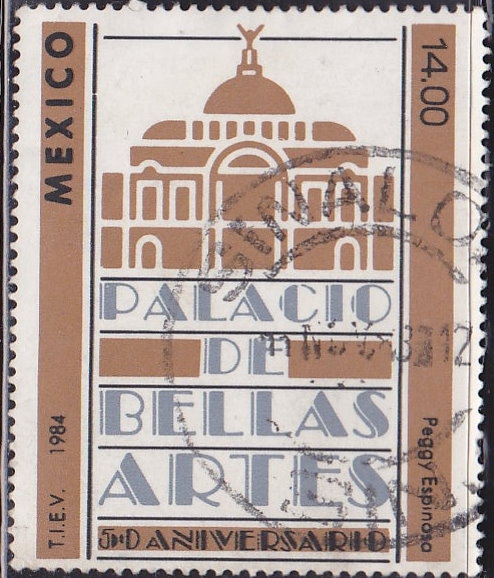 MEXICO
14.00
PALACIO
DE
BELLAS
ARTES
50 ANIVERSARIO
T.I.E.V. 1984
Peggy Espinosa